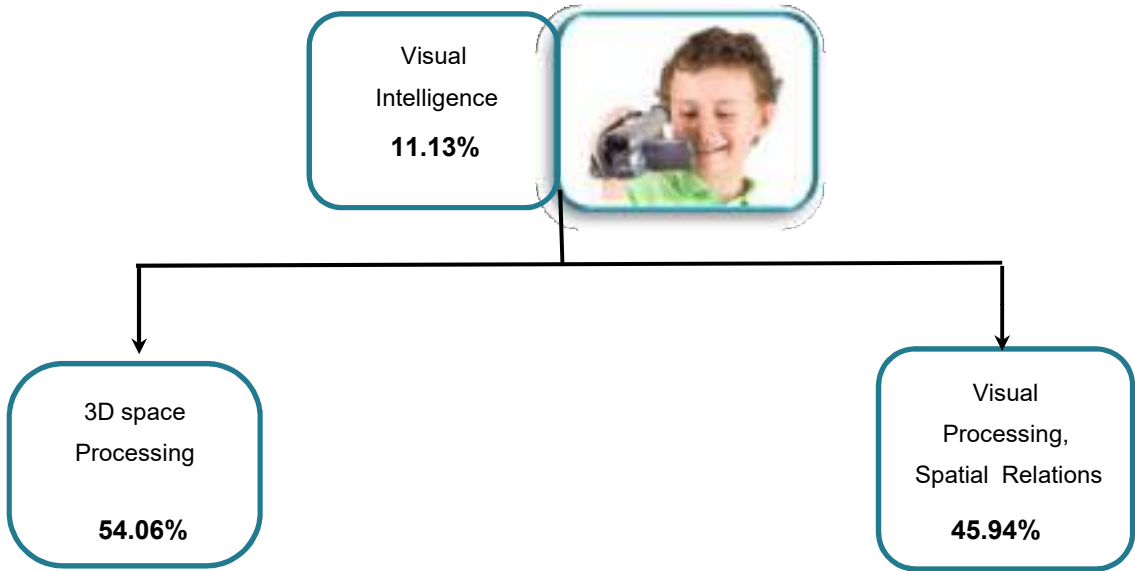 Visual
Intelligence
11.13%
3D space
Processing
54.06%
Visual
Processing,
Spatial Relations
45.94%